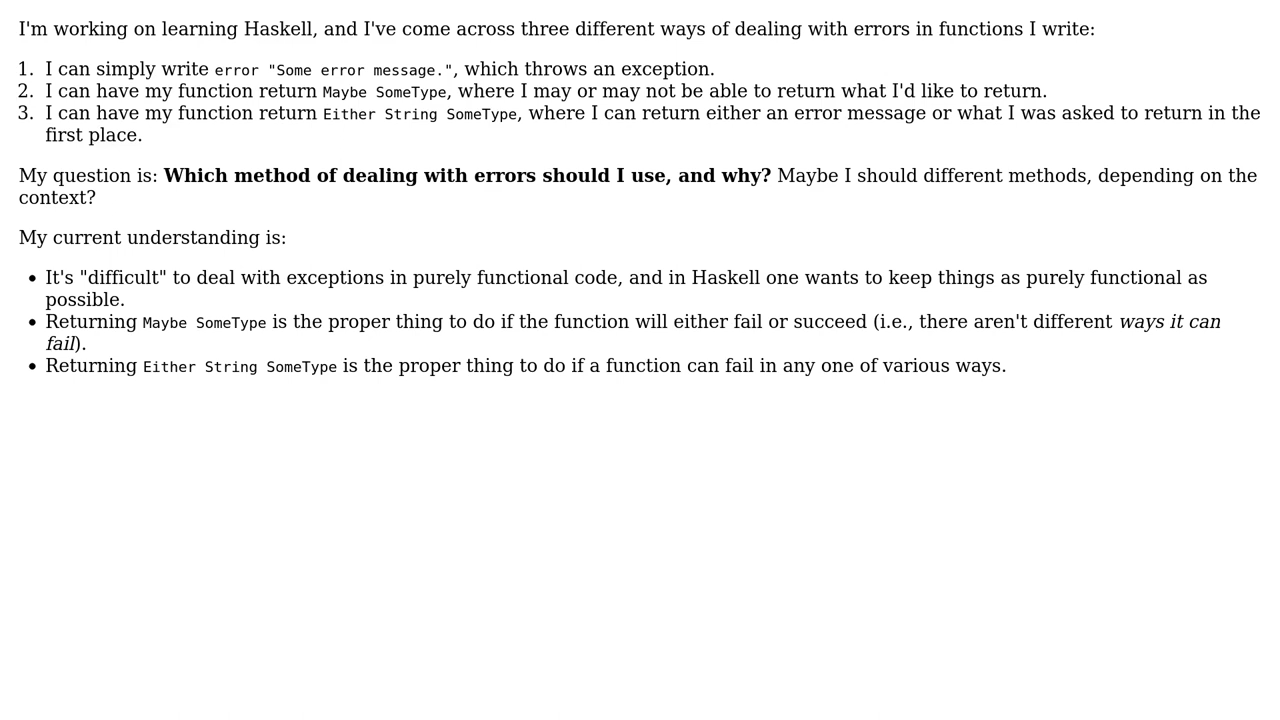 I'm working on learning Haskell, and I've come across three different ways of dealing with errors in functions I write:
1. I can simply write error "Some error message.", which throws an exception.
2. I can have my function return Maybe SomeType, where I may or may not be able to return what I'd like to return.
3. I can have my function return Either String SomeType, where I can return either an error message or what I was asked to return in the
first place.
My question is: Which method of dealing with errors should I use, and why? Maybe I should different methods, depending on the
context?
My current understanding is:
• It's "difficult" to deal with exceptions in purely functional code, and in Haskell one wants to keep things as purely functional as
possible.
• Returning Maybe SomeType is the proper thing to do if the function will either fail or succeed (i.e., there aren't different ways it can
fail).
• Returning Either String SomeType is the proper thing to do if a function can fail in any one of various ways.